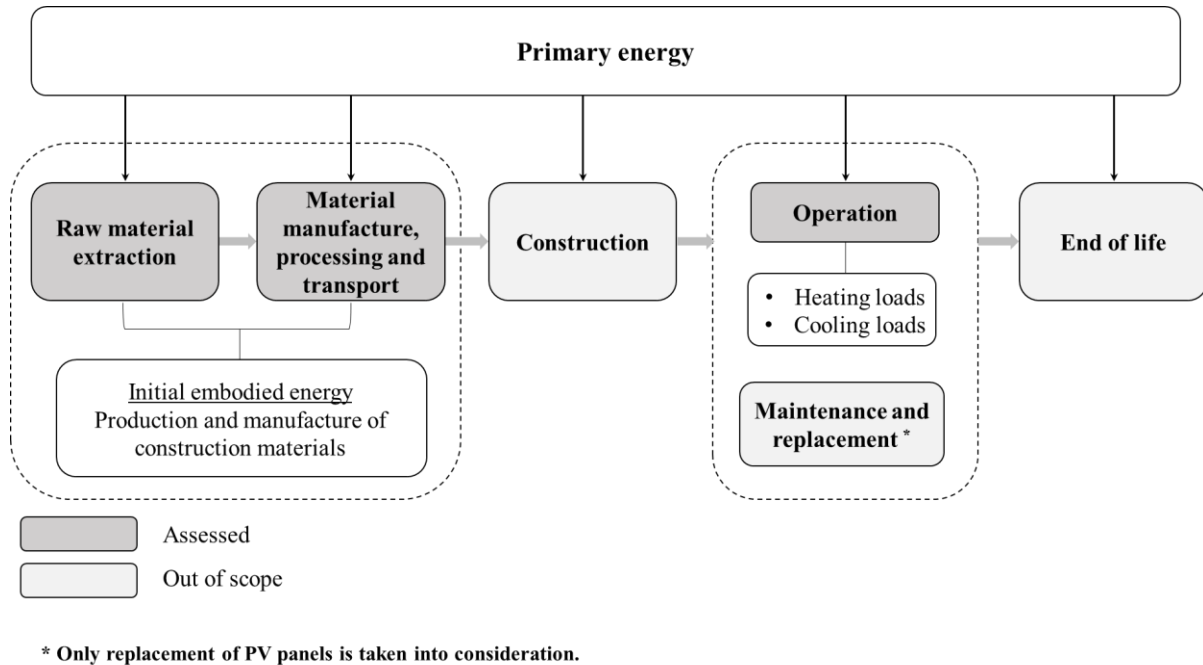 Primary energy
Raw material
extraction
Material
manufacture,
processing and
transport
Construction
Operation
End of life
• Heating loads
• Cooling loads
Initial embodied energy
Production and manufacture of
construction materials
Maintenance and
replacement *
Assessed
Out of scope
* Only replacement of PV panels is taken into consideration.